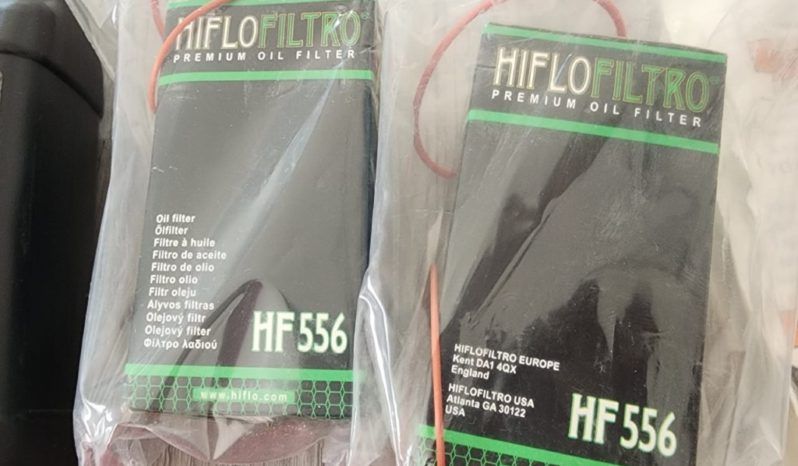 HIFLOFILTRO
PREMIUM OIL FILTER
Oil filter
Ölfilter
Filtre à huile
Filtro de aceite
Filtro de olio
Filtro olio
Filtr oleju
Alyvos filtras
Olejový filtr
Olejový filter
Φίλτρο λαδιού
HF556
www.hiflo.com
HIFLOFILTRO®
PREMIUM OIL FILTER
HIFLOFILTRO EUROPE
Kent DA1 4QX
England
HIFLOFILTRO USA
Atlanta GA 30122
USA
HF556